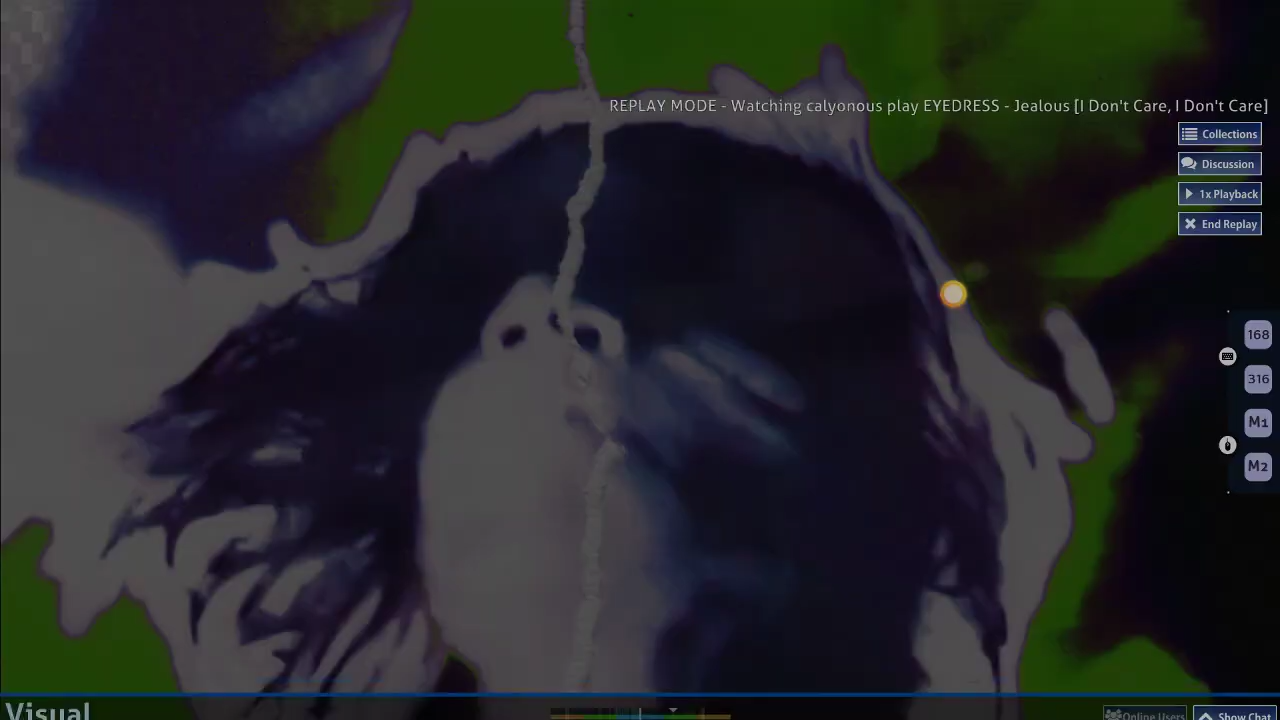 REPLAY MODE - Watching calyonous play EYEDRESS - Jealous [I Don't Care, I Don't Care]
Collections
Discussion
1x Playback
End Replay
168
316
M1
M2
Visual
Online Users
Show Chat